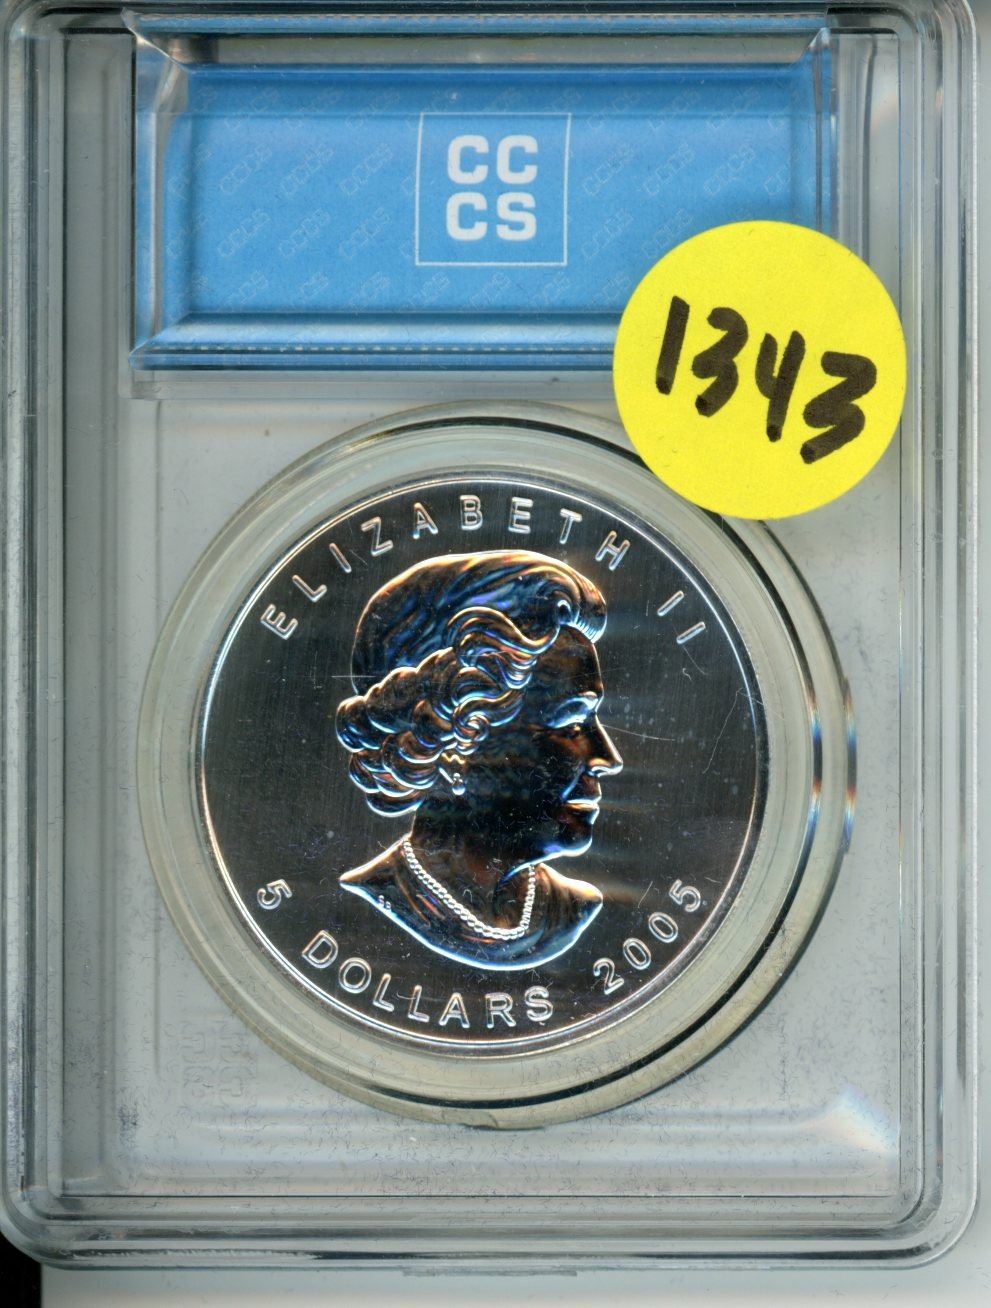 CC
CS
1343
ELIZABETH II
5 DOLLARS 2005